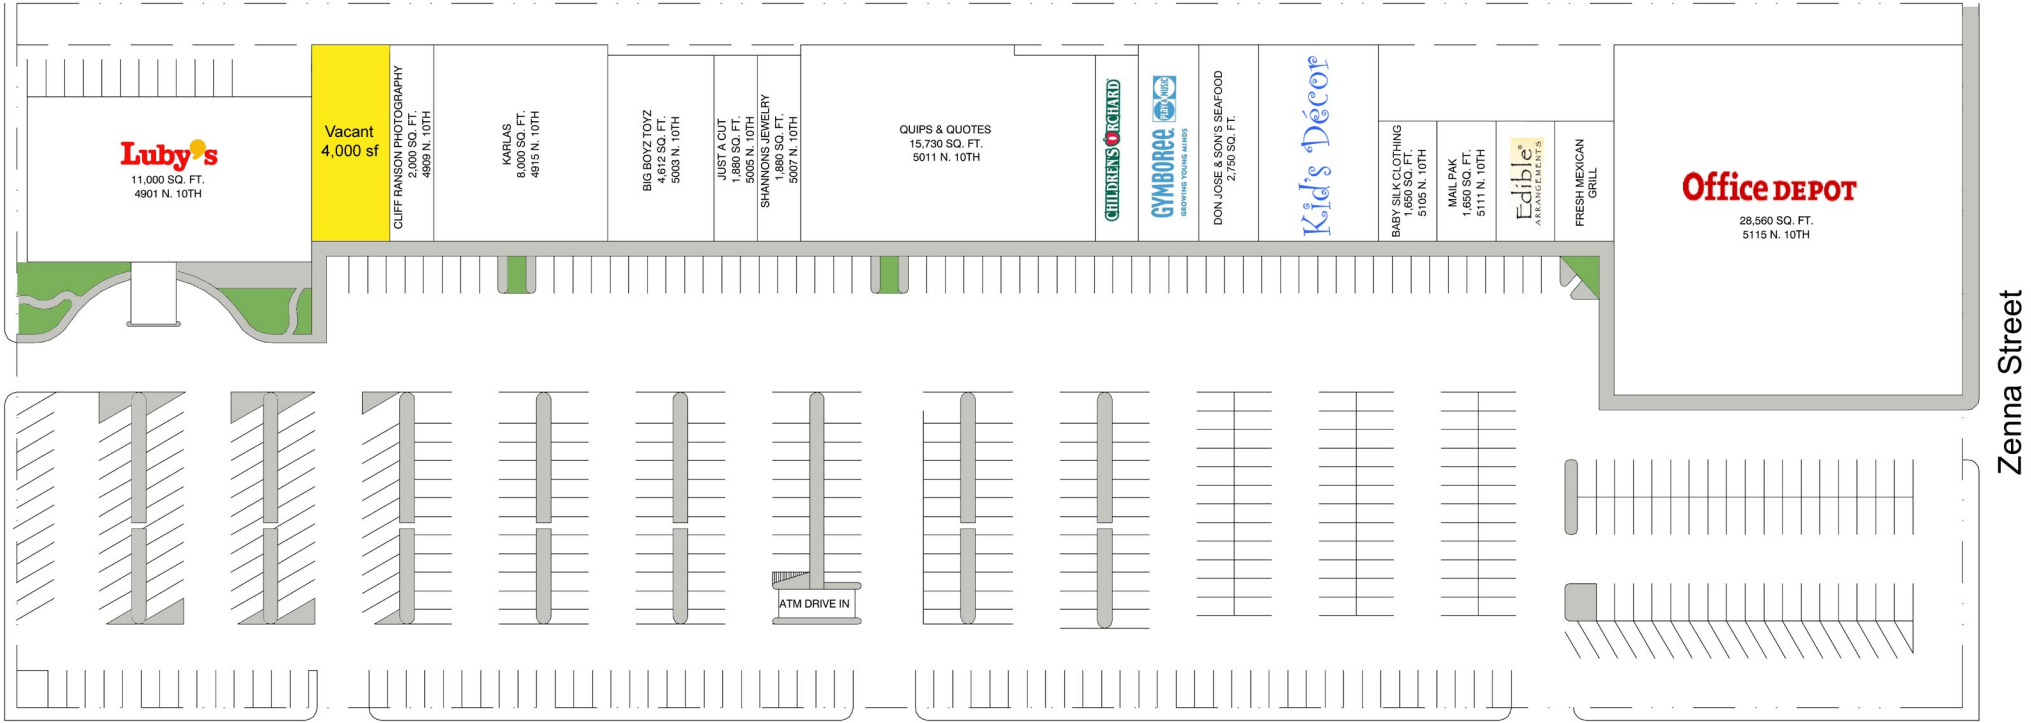 Luby's
11,000 SQ. FT.
4901 N. 10TH
Vacant
4,000 sf
CLIFF RANSON PHOTOGRAPHY
2,000 SQ. FT.
4909 N. 10TH
KARLAS
8,000 SQ. FT.
4915 N. 10TH
BIG BOYZ TOYZ
4,612 SQ. FT.
5003 N. 10TH
JUST A CUT
1,880 SQ. FT.
5005 N. 10TH
SHANNONS JEWELRY
1,880 SQ. FT.
5007 N. 10TH
QUIPS & QUOTES
15,730 SQ. FT.
5011 N. 10TH
CHILDREN'S ORCHARD
GYMBOREE.
PLAY & MUSIC
GROWING YOUNG MINDS
DON JOSE & SON'S SEAFOOD
2,750 SQ. FT.
Kid's Décor
BABY SILK CLOTHING
1,650 SQ. FT.
5105 N. 10TH
MAIL PAK
1,650 SQ. FT.
5111 N. 10TH
Edible®
ARRANGEMENTS
FRESH MEXICAN
GRILL
Office DEPOT
28,560 SQ. FT.
5115 N. 10TH
Zenna Street
ATM DRIVE IN